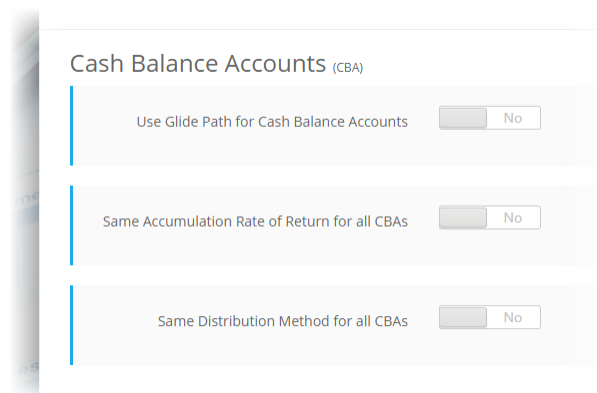 Cash Balance Accounts (CBA)
Use Glide Path for Cash Balance Accounts No
Same Accumulation Rate of Return for all CBAs No
Same Distribution Method for all CBAs No